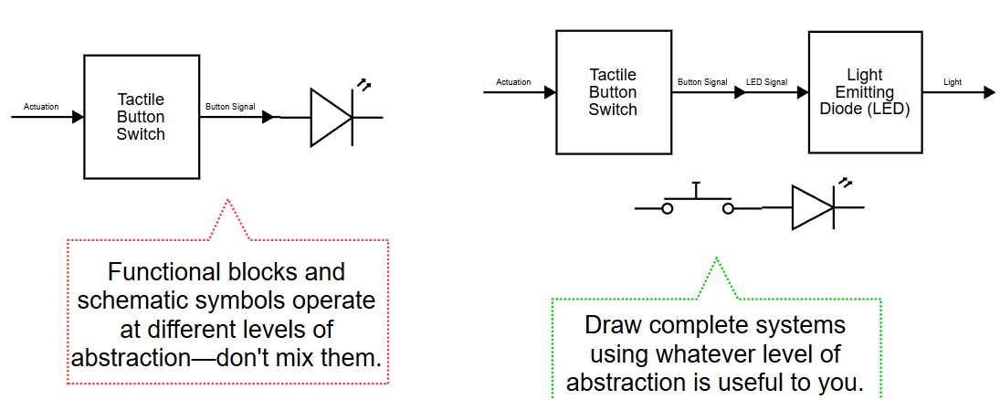 Actuation
Tactile
Button
Switch
Button Signal
Functional blocks and
schematic symbols operate
at different levels of
abstraction—don't mix them.
Actuation
Tactile
Button
Switch
Button Signal
LED Signal
Light
Emitting
Diode (LED)
Light
Draw complete systems
using whatever level of
abstraction is useful to you.